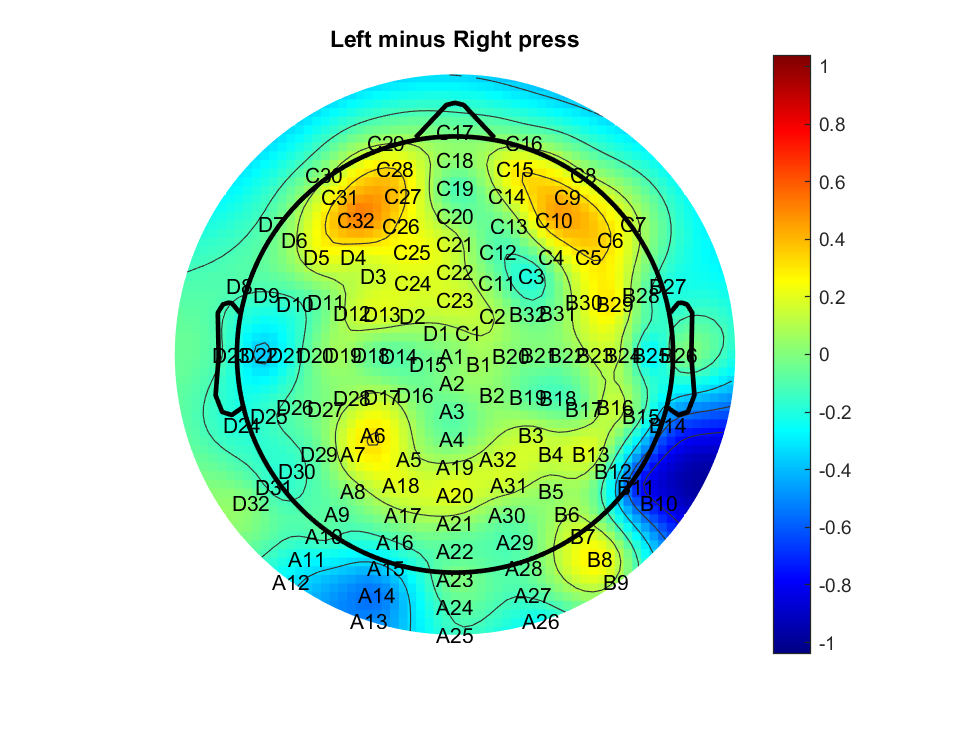 Left minus Right press
C17
C29 C16
C18
C28 C15
C30 C8
C19
C31 C27 C14 C9
C20
C32 C10
D7 C26 C13 C7
D6 C25 C21 C12 C6
D5 D4 C4 C5
D3 C24 C22 C11 C3
D8 D9 B28 B27
D10 D11 C23 B30 B29
D12 D13 D2 C2 B32 B31
D1 C1
D23 D22 D21 D20 D19 D18 D14 A1 B20 B21 B22 B23 B24 B25 B26
D15 B1
A2
D28 D17 D16 B2 B19 B18
D26 D27 A3 B17 B16
D25 B15
D24 B14
A6 A4 B3
D29 A7 A5 A32 B4 B13
D30 A19 B12
D31 A8 A18 A20 A31 B5 B11
D32 B10
A9 A17 A21 A30 B6
A10 A16 A29 B7
A11 A22 B8
A15 A28
A12 A23 B9
A14 A24 A27
A13 A26
A25
1
0.8
0.6
0.4
0.2
0
-0.2
-0.4
-0.6
-0.8
-1